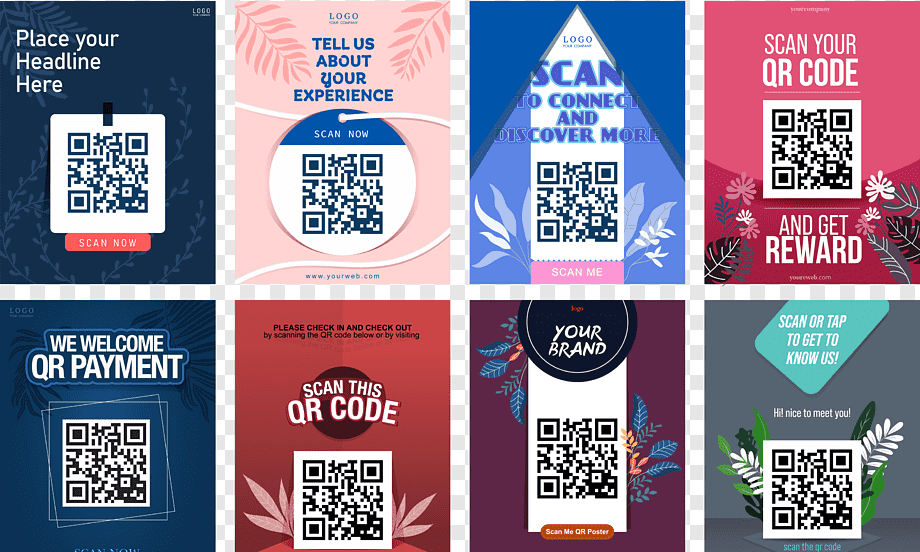 LOGO
YOUR COMPANY
Place your
Headline
Here
SCAN NOW
LOGO
YOUR COMPANY
TELL US
ABOUT
YOUR
EXPERIENCE
SCAN NOW
www.yourweb.com
LOGO
YOUR COMPANY
SCAN
TO CONNECT
AND
DISCOVER MORE
SCAN ME
yourcompany
SCAN YOUR
QR CODE
AND GET
REWARD
yourweb.com
LOGO
YOUR COMPANY
WE WELCOME
QR PAYMENT
SCAN NOW
PLEASE CHECK IN AND CHECK OUT
by scanning the QR code below or by visiting
SCAN THIS
QR CODE
logo
YOUR
BRAND
Scan Me QR Poster
SCAN OR TAP
TO GET TO
KNOW US!
Hi! nice to meet you!
scan the qr code